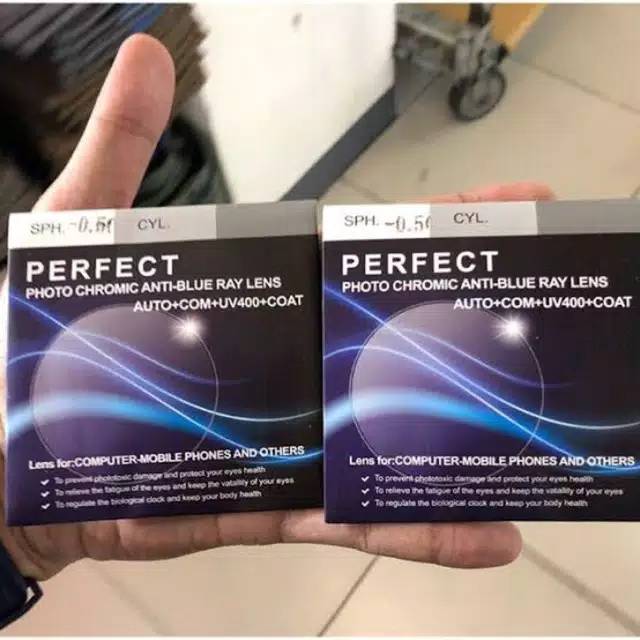 SPH. -0.50 CYL.
PERFECT
PHOTO CHROMIC ANTI-BLUE RAY LENS
AUTO+COM+UV400+COAT
Lens for:COMPUTER-MOBILE PHONES AND OTHERS
To prevent phototoxic damage and protect your eyes health
To relieve the fatigue of the eyes and keep the vatallity of your eyes
To regulate the biological clock and keep your body health
SPH. -0.50 CYL.
PERFECT
PHOTO CHROMIC ANTI-BLUE RAY LENS
AUTO+COM+UV400+COAT
Lens for:COMPUTER-MOBILE PHONES AND OTHERS
To prevent phototoxic damage and protect your eyes health
To relieve the fatigue of the eyes and keep the vatallity of your eyes
To regulate the biological clock and keep your body health